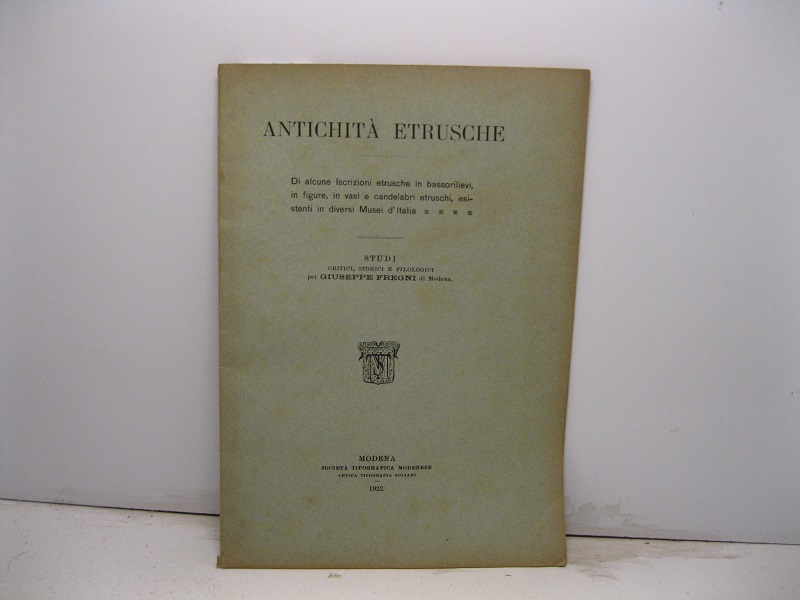 ANTICHITÀ ETRUSCHE
Di alcune Iscrizioni etrusche in bassorilievi,
in figure, in vasi e candelabri etruschi, esi-
stenti in diversi Musei d'Italia
STUDI
CRITICI, STORICI E FILOLOGICI
per GIUSEPPE FREGNI di Modena.
MODENA
SOCIETÀ TIPOGRAFICA MODENESE
ANTICA TIPOGRAFIA SOLIANI
1922